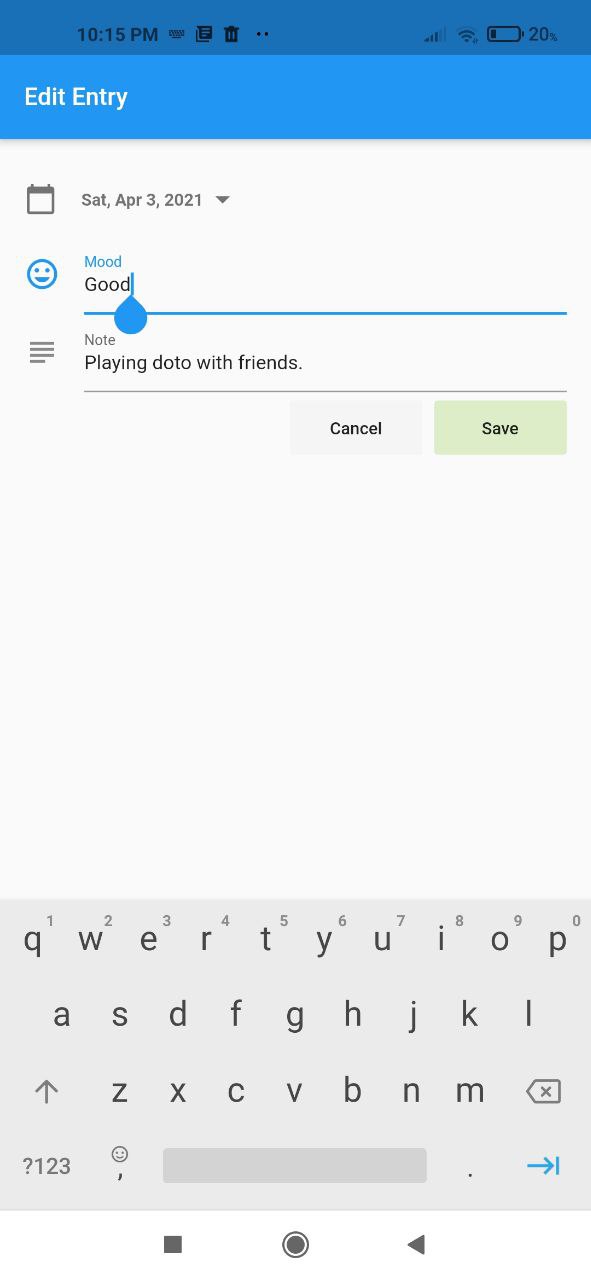 10:15 PM 20%
Edit Entry
Sat, Apr 3, 2021
Mood
Good
Note
Playing doto with friends.
Cancel Save
1 2 3 4 5 6 7 8 9 0
q w e r t y u i o p
a s d f g h j k l
z x c v b n m
?123 , .